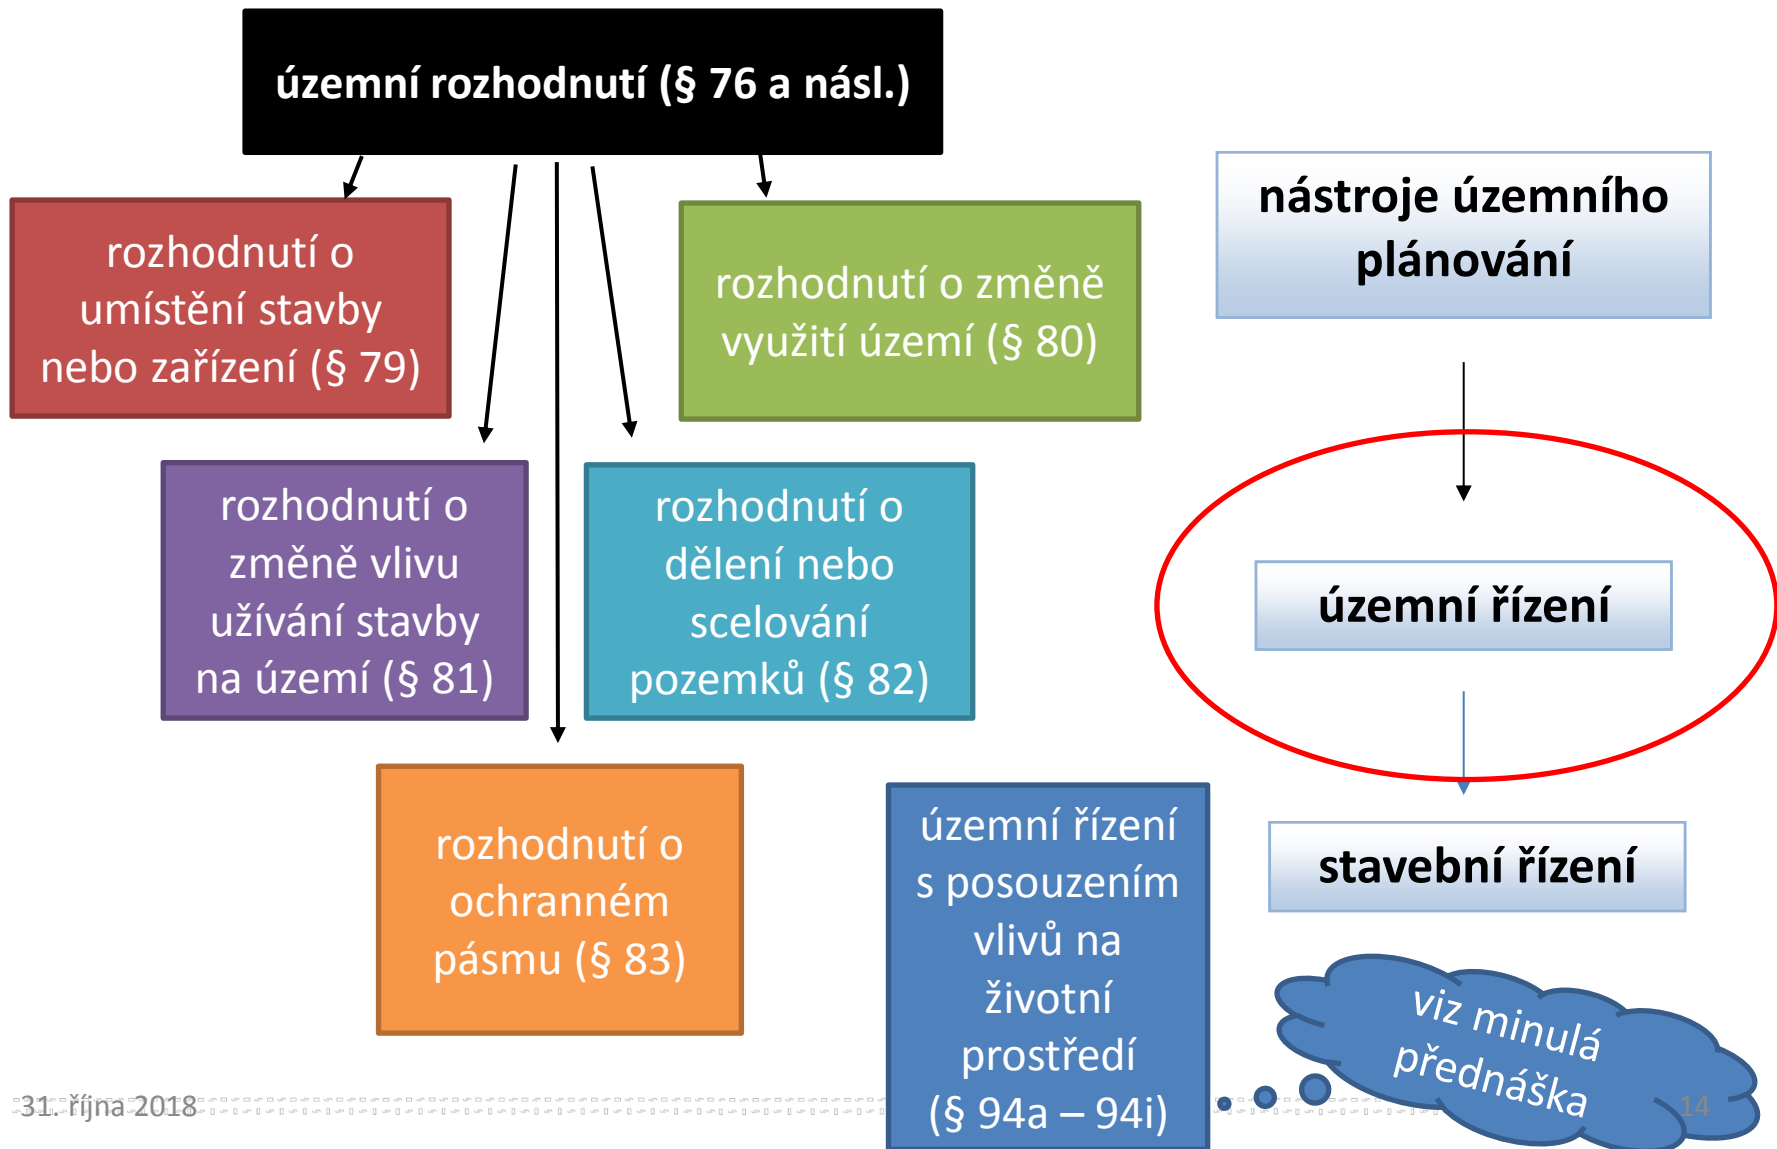 územní rozhodnutí (§ 76 a násl.)
rozhodnutí o
umístění stavby
nebo zařízení (§ 79)
rozhodnutí o změně
využití území (§ 80)
rozhodnutí o
změně vlivu
užívání stavby
na území (§ 81)
rozhodnutí o
dělení nebo
scelování
pozemků (§ 82)
rozhodnutí o
ochranném
pásmu (§ 83)
územní řízení
s posouzením
vlivů na
životní
prostředí
(§ 94a – 94i)
nástroje územního
plánování
územní řízení
stavební řízení
viz minulá
přednáška
31. října 2018
14